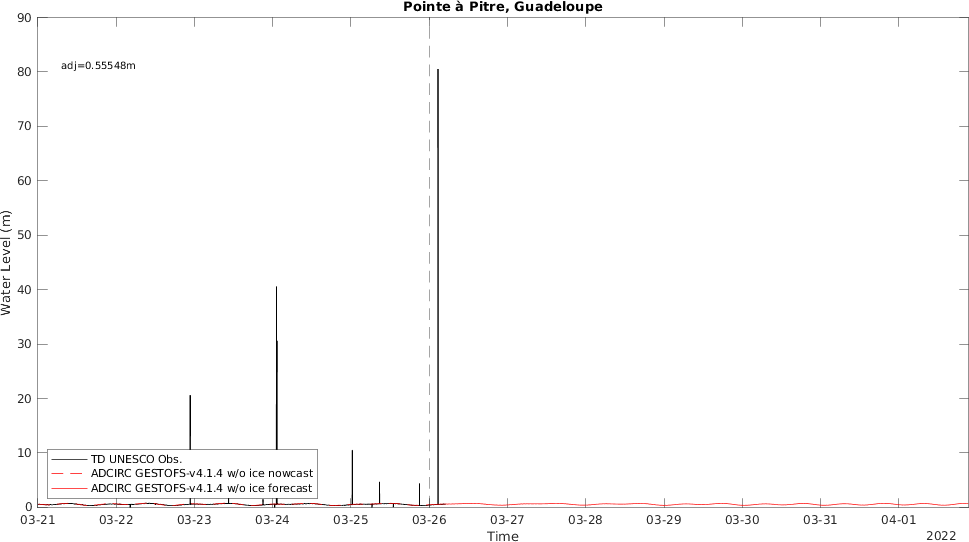 Pointe à Pitre, Guadeloupe
90
80
70
60
50
40
30
20
10
0
adj=0.55548m
Water Level (m)
TD UNESCO Obs.
ADCIRC GESTOFS-v4.1.4 w/o ice nowcast
ADCIRC GESTOFS-v4.1.4 w/o ice forecast
03-21 03-22 03-23 03-24 03-25 03-26 03-27 03-28 03-29 03-30 03-31 04-01
Time
2022